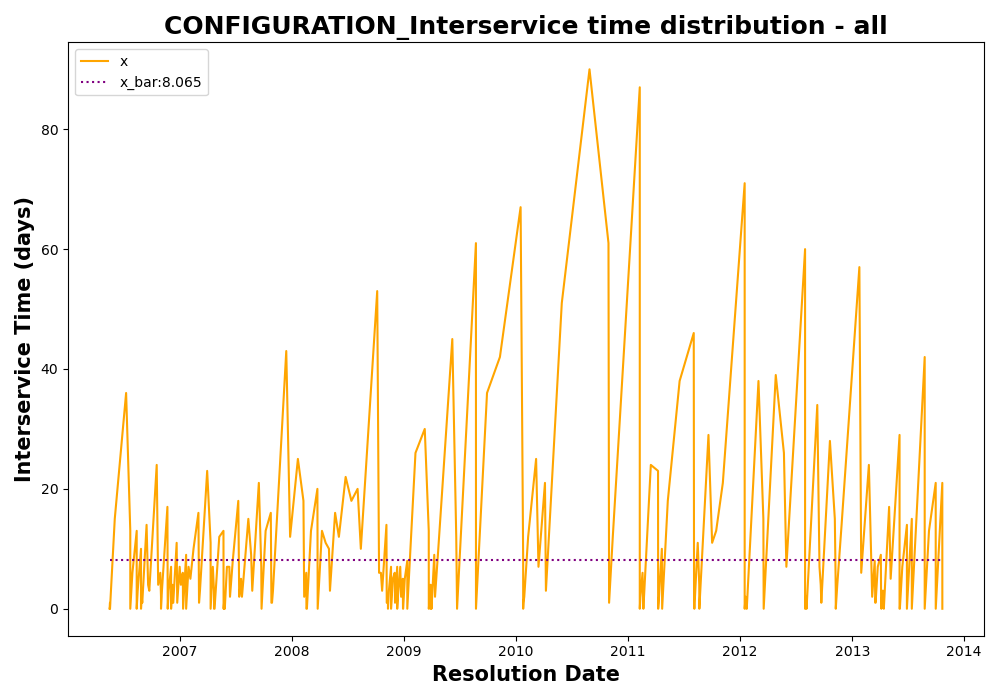 CONFIGURATION_Interservice time distribution - all
x
x_bar:8.065
Interservice Time (days)
80
60
40
20
0
2007 2008 2009 2010 2011 2012 2013 2014
Resolution Date